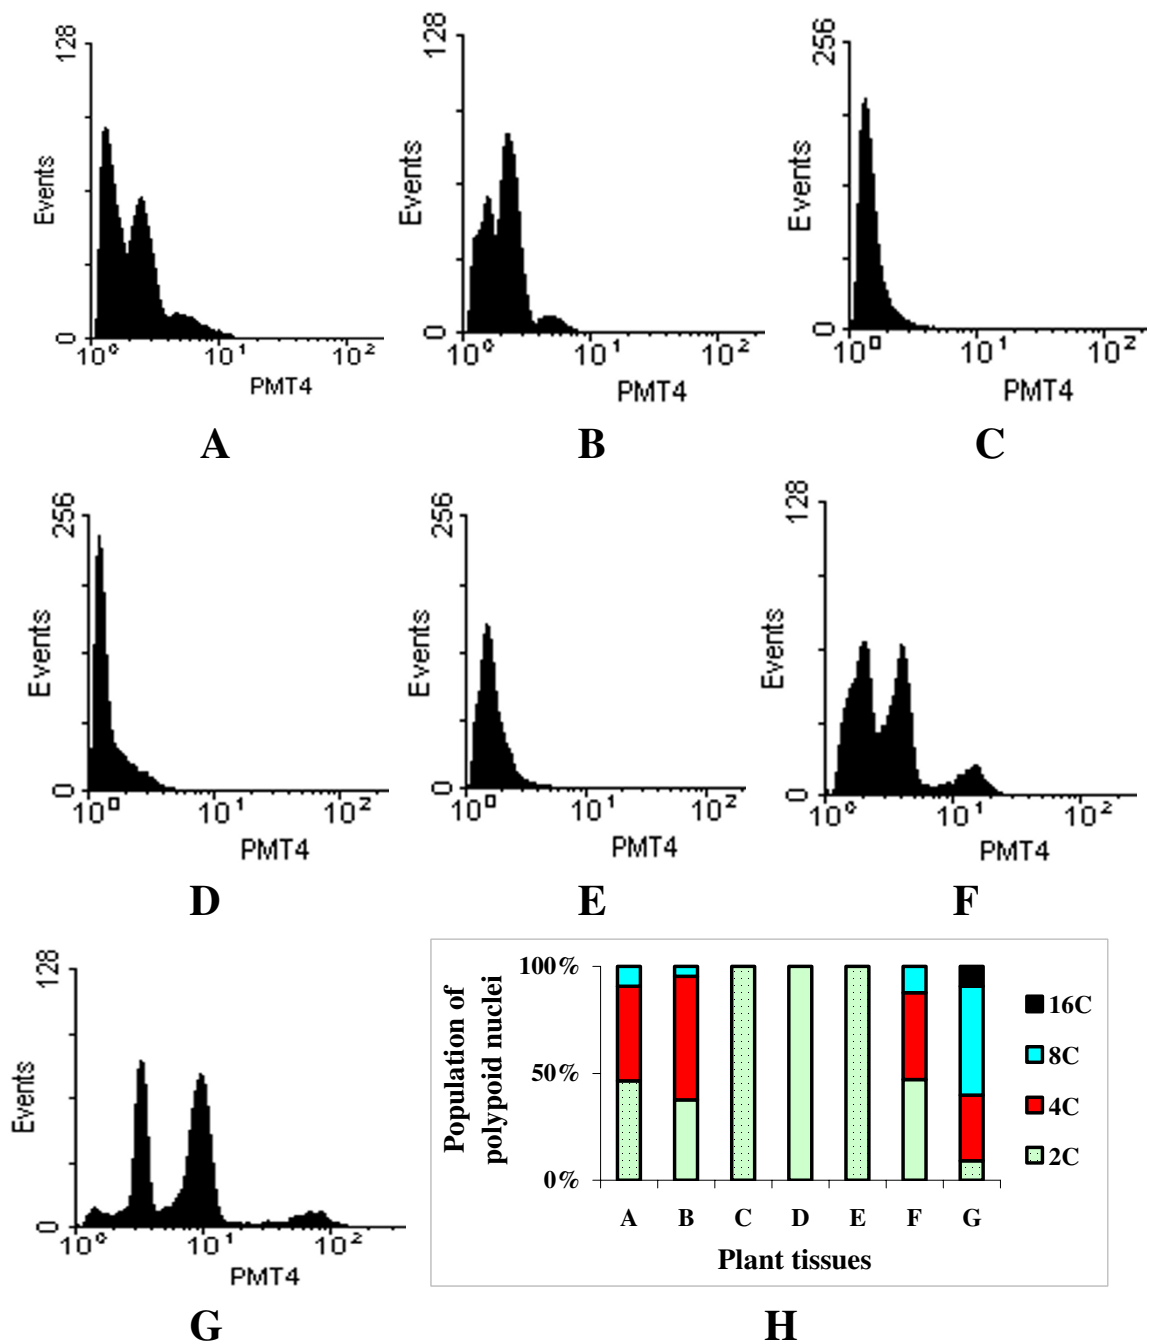 128
Events
0
10⁰ 10¹ 10²
PMT4
A
128
Events
0
10⁰ 10¹ 10²
PMT4
B
256
Events
0
10⁰ 10¹ 10²
PMT4
C
256
Events
0
10⁰ 10¹ 10²
PMT4
D
256
Events
0
10⁰ 10¹ 10²
PMT4
E
128
Events
0
10⁰ 10¹ 10²
PMT4
F
128
Events
0
10⁰ 10¹ 10²
PMT4
G
Population of
polypoid nuclei
100%
50%
0%
A B C D E F G
Plant tissues
16C
8C
4C
2C
H